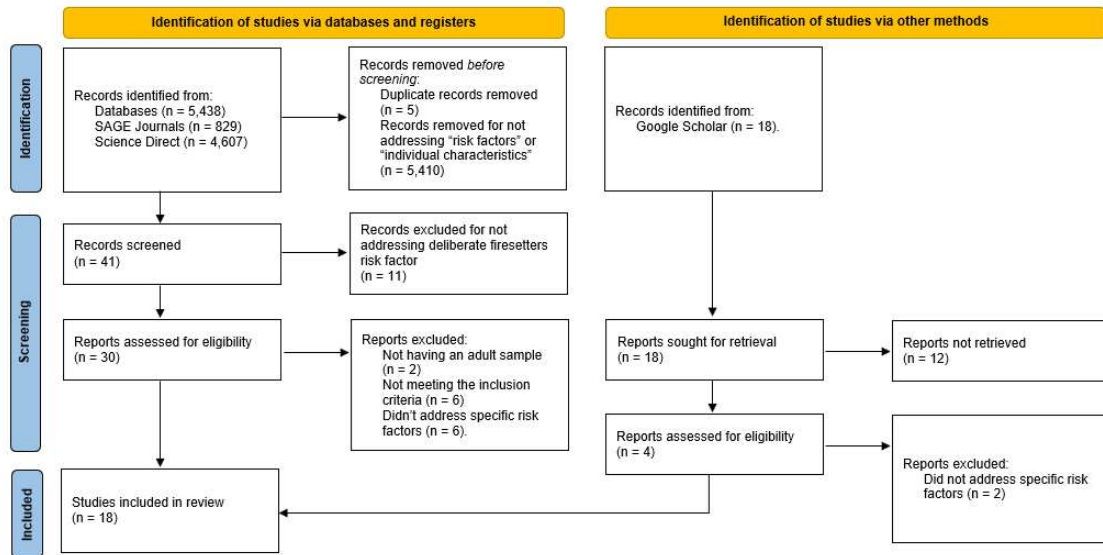 Identification of studies via databases and registers
Identification of studies via other methods
Identification
Records identified from:
Databases (n = 5,438)
SAGE Journals (n = 829)
Science Direct (n = 4,607)
Records removed before
screening:
Duplicate records removed
(n = 5)
Records removed for not
addressing “risk factors” or
“individual characteristics”
(n = 5,410)
Records identified from:
Google Scholar (n = 18).
Screening
Records screened
(n = 41)
Records excluded for not
addressing deliberate firesetters
risk factor
(n = 11)
Reports assessed for eligibility
(n = 30)
Reports excluded:
Not having an adult sample
(n = 2)
Not meeting the inclusion
criteria (n = 6)
Didn’t address specific risk
factors (n = 6).
Reports sought for retrieval
(n = 18)
Reports not retrieved
(n = 12)
Reports assessed for eligibility
(n = 4)
Reports excluded:
Did not address specific risk
factors (n = 2)
Included
Studies included in review
(n = 18)